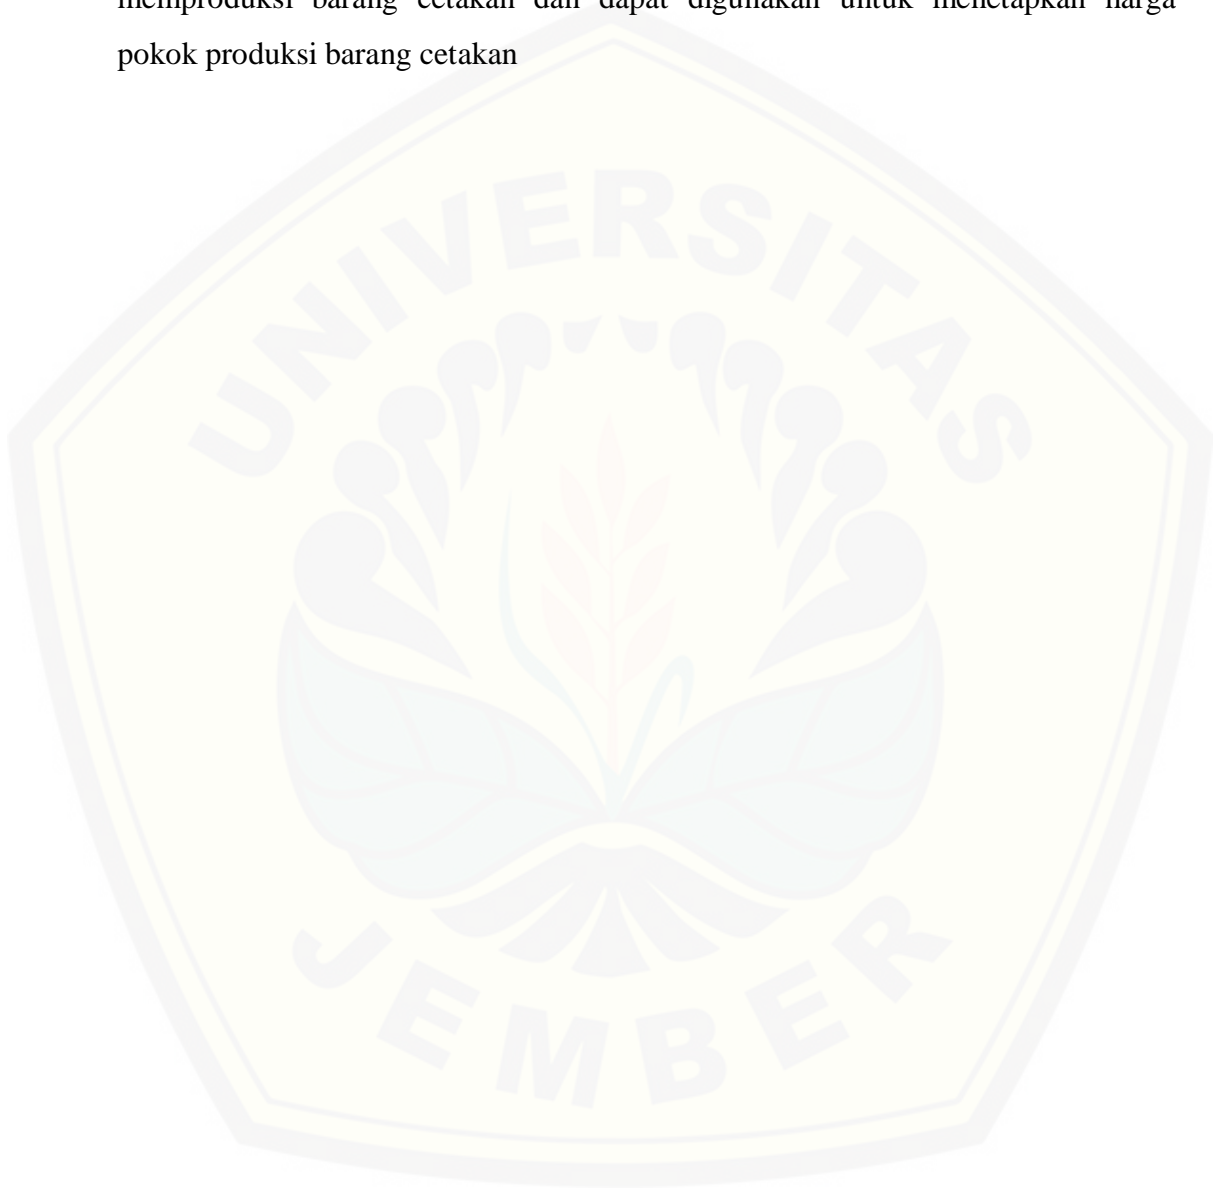 memproduksi barang cetakan dan dapat digunakan untuk menetapkan harga
pokok produksi barang cetakan
UNIVERSITAS
JEMBER